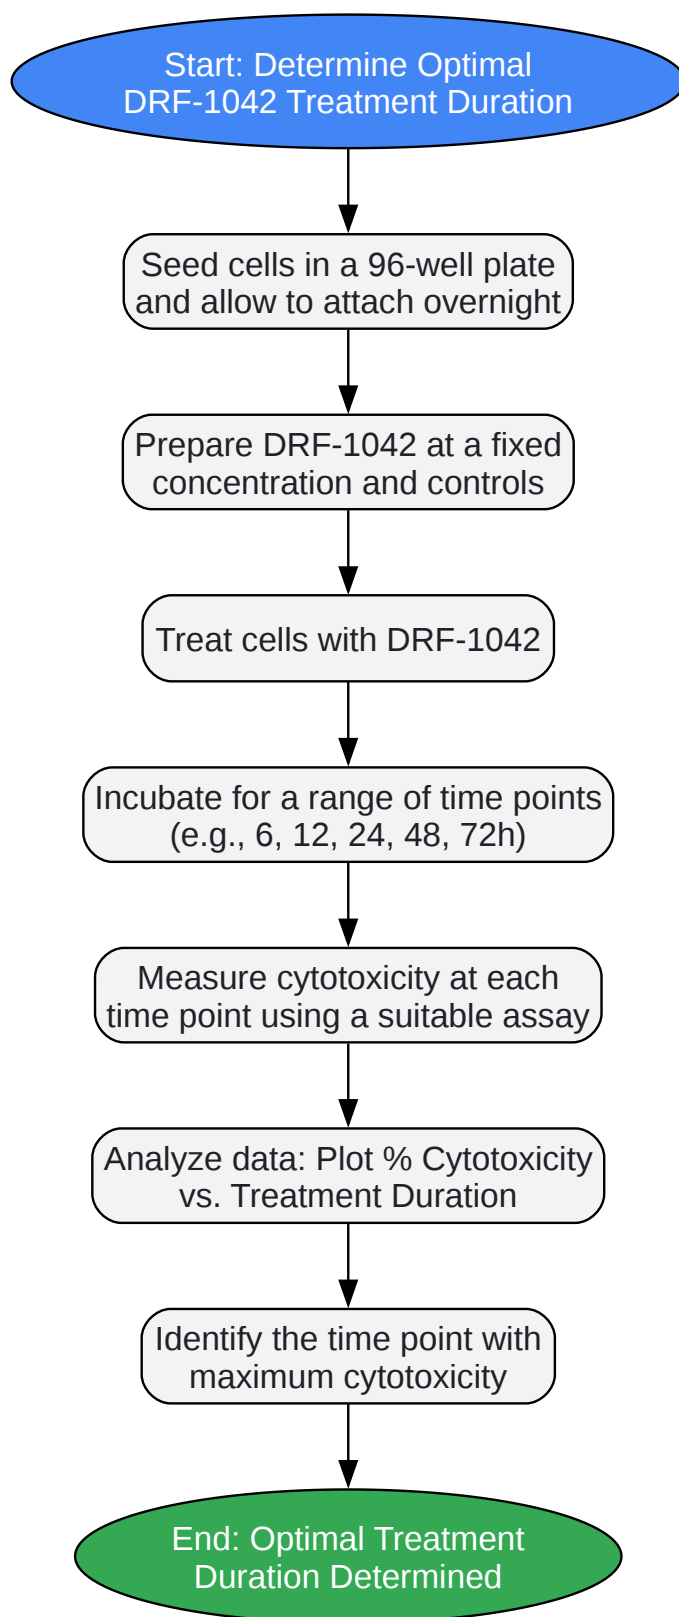 Start: Determine Optimal
DRF-1042 Treatment Duration
Seed cells in a 96-well plate
and allow to attach overnight
Prepare DRF-1042 at a fixed
concentration and controls
Treat cells with DRF-1042
Incubate for a range of time points
(e.g., 6, 12, 24, 48, 72h)
Measure cytotoxicity at each
time point using a suitable assay
Analyze data: Plot % Cytotoxicity
vs. Treatment Duration
Identify the time point with
maximum cytotoxicity
End: Optimal Treatment
Duration Determined